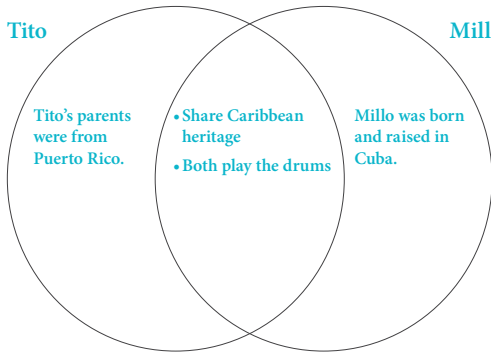 Tito
Mill
Tito's parents
were from
Puerto Rico.
• Share Caribbean
heritage
• Both play the drums
Millo was born
and raised in
Cuba.